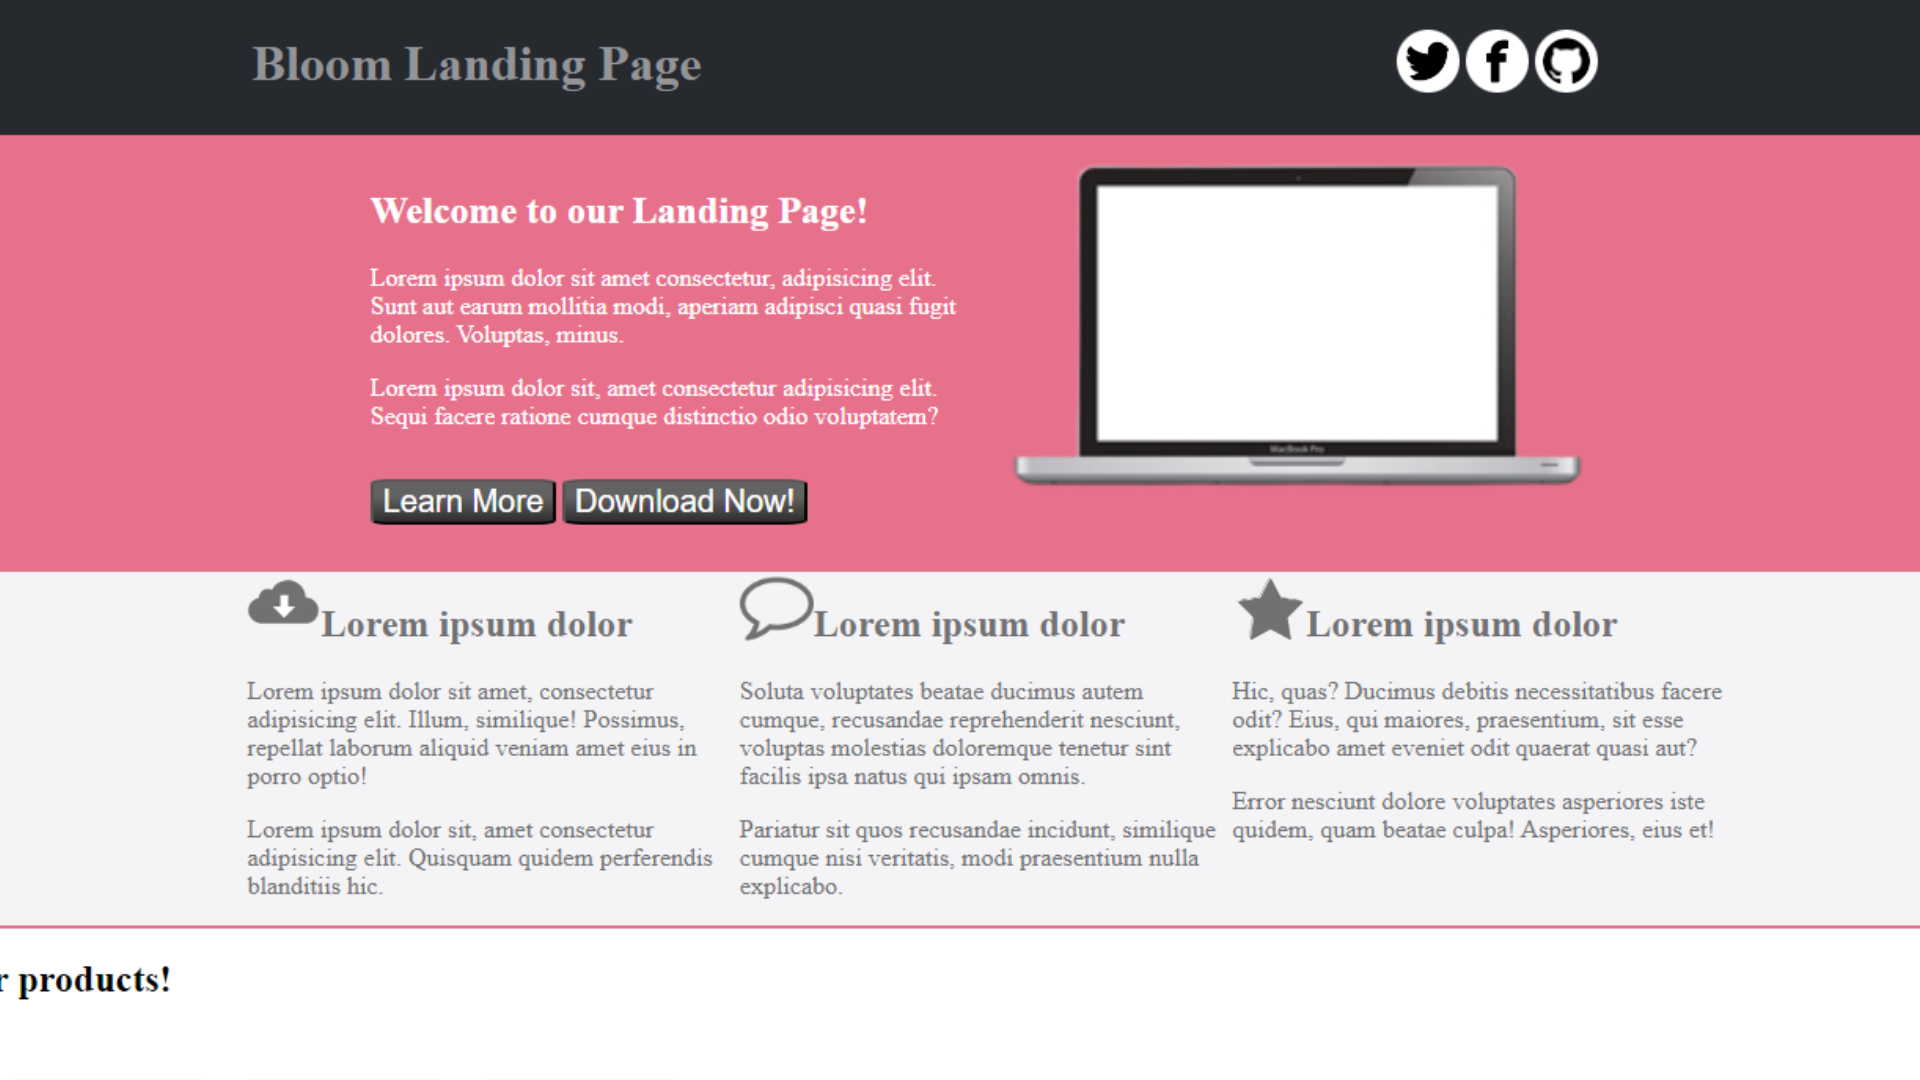 Bloom Landing Page
Welcome to our Landing Page!
Lorem ipsum dolor sit amet consectetur, adipisicing elit.
Sunt aut earum mollitia modi, aperiam adipisci quasi fugit
dolores. Voluptas, minus.
Lorem ipsum dolor sit, amet consectetur adipisicing elit.
Sequi facere ratione cumque distinctio odio voluptatem?
Learn More
Download Now!
MacBook Pro
Lorem ipsum dolor
Lorem ipsum dolor sit amet, consectetur
adipisicing elit. Illum, similique! Possimus,
repellat laborum aliquid veniam amet eius in
porro optio!
Lorem ipsum dolor sit, amet consectetur
adipisicing elit. Quisquam quidem perferendis
blanditiis hic.
Lorem ipsum dolor
Soluta voluptates beatae ducimus autem
cumque, recusandae reprehenderit nesciunt,
voluptas molestias doloremque tenetur sint
facilis ipsa natus qui ipsam omnis.
Pariatur sit quos recusandae incidunt, similique
cumque nisi veritatis, modi praesentium nulla
explicabo.
Lorem ipsum dolor
Hic, quas? Ducimus debitis necessitatibus facere
odit? Eius, qui maiores, praesentium, sit esse
explicabo amet eveniet odit quaerat quasi aut?
Error nesciunt dolore voluptates asperiores iste
quidem, quam beatae culpa! Asperiores, eius et!
r products!